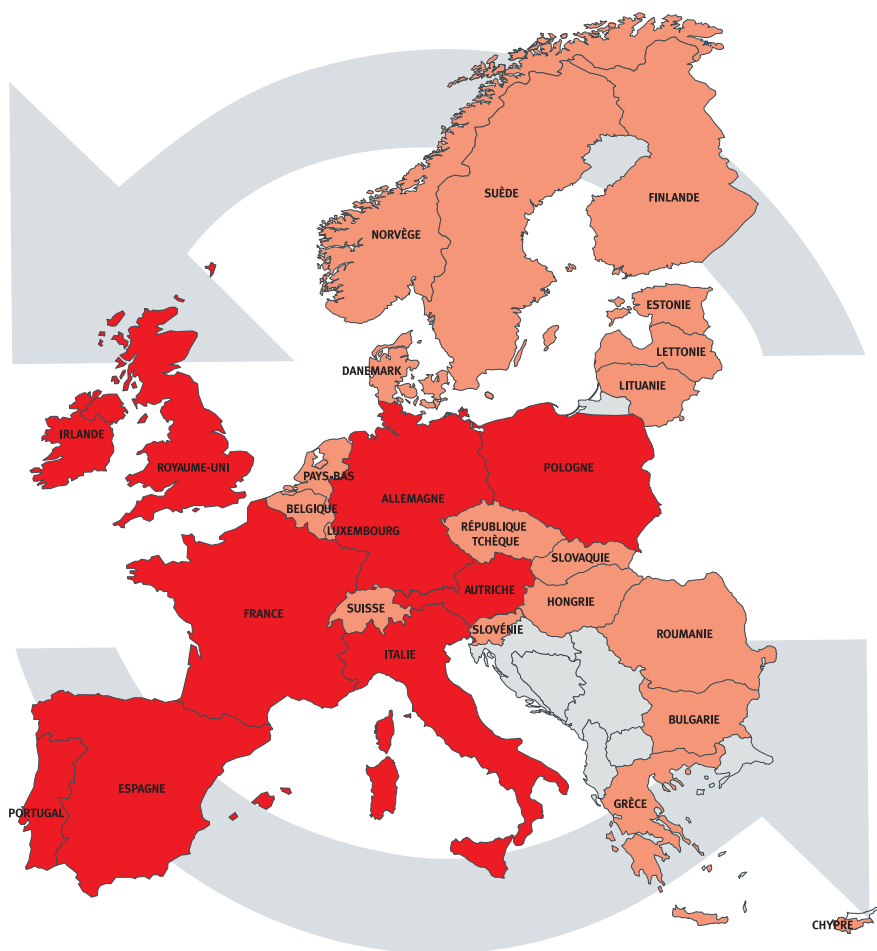 SUÈDE
FINLANDE
NORVÈGE
ESTONIE
LETTONIE
DANEMARK
LITUANIE
IRLANDE
ROYAUME-UNI
PAYS-BAS
POLOGNE
ALLEMAGNE
BELGIQUE
LUXEMBOURG
RÉPUBLIQUE
TCHÈQUE
SLOVAQUIE
AUTRICHE
HONGRIE
SUISSE
FRANCE
SLOVÉNIE
ROUMANIE
ITALIE
BULGARIE
ESPAGNE
GRÈCE
PORTUGAL
CHYPRE